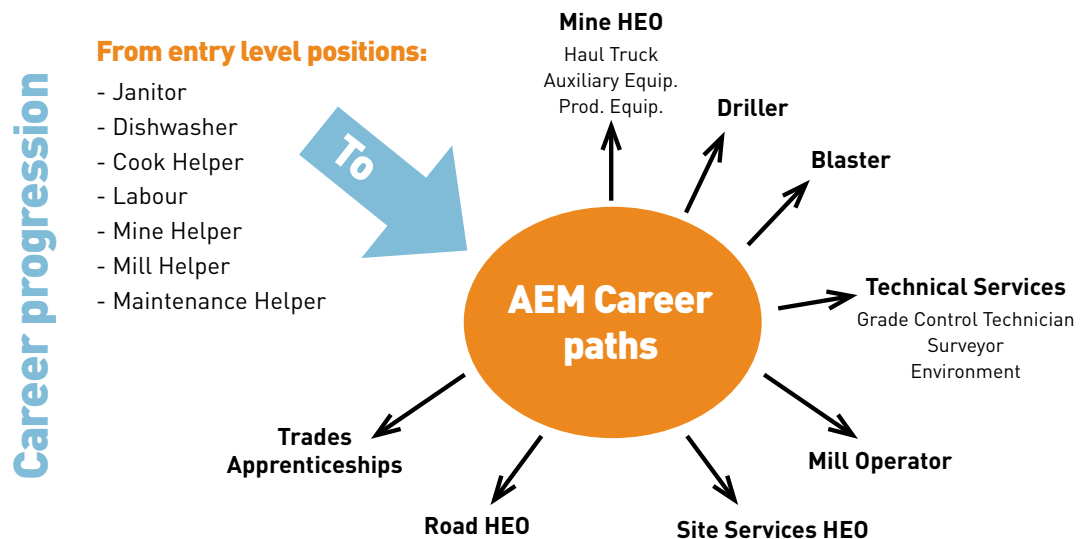 Career progression
From entry level positions:
- Janitor
- Dishwasher
- Cook Helper
- Labour
- Mine Helper
- Mill Helper
- Maintenance Helper
To
AEM Career
paths
Mine HEO
Haul Truck
Auxiliary Equip.
Prod. Equip.
Driller
Blaster
Technical Services
Grade Control Technician
Surveyor
Environment
Mill Operator
Site Services HEO
Road HEO
Trades
Apprenticeships